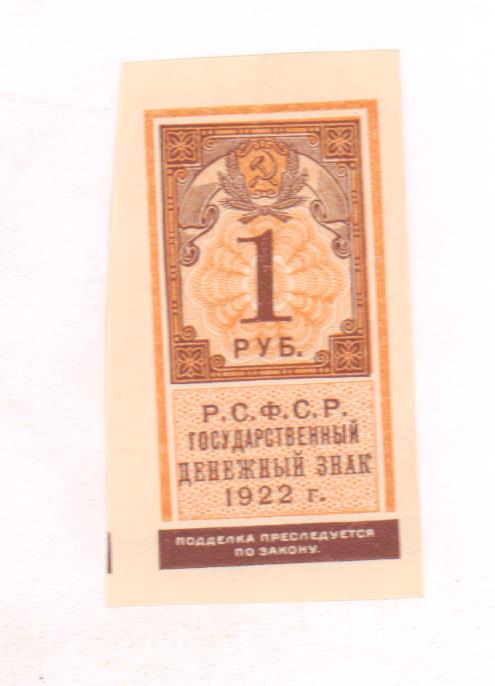 1
РУБ.
Р.С.Ф.С.Р.
ГОСУДАРСТВЕННЫЙ
ДЕНЕЖНЫЙ ЗНАК
1922 г.
ПОДДЕЛКА ПРЕСЛЕДУЕТСЯ
ПО ЗАКОНУ.